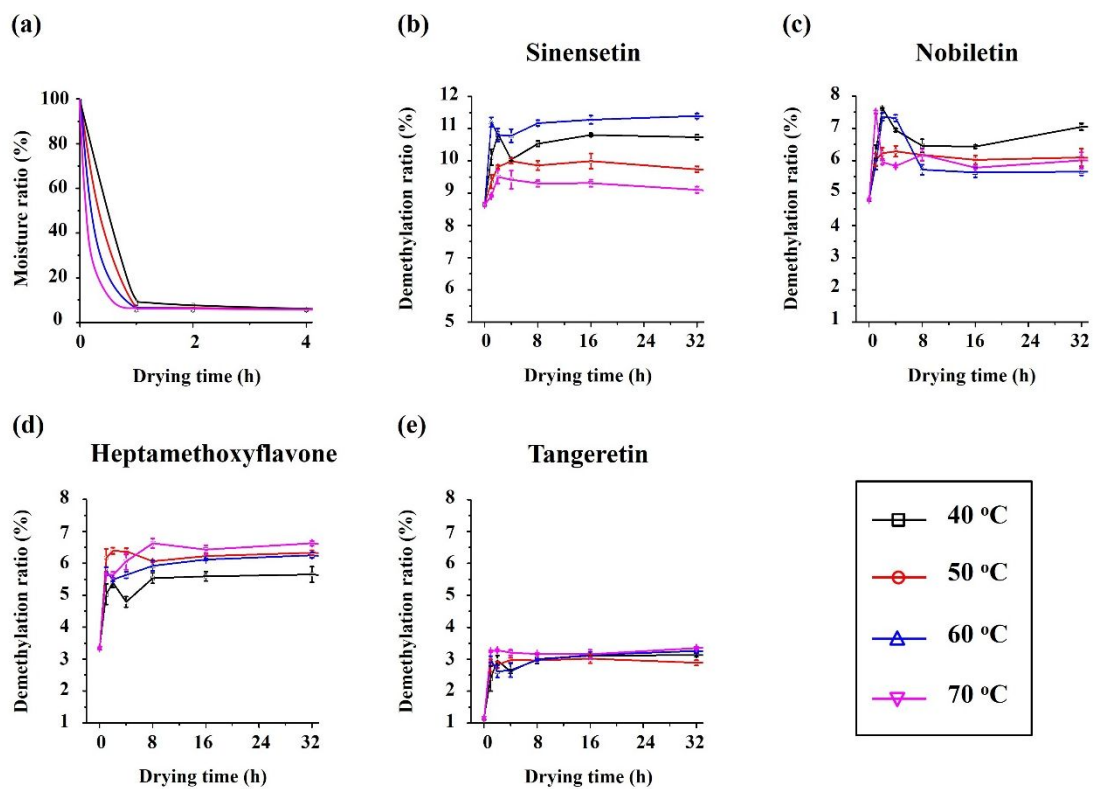 (a)
Moisture ratio (%)
100
80
60
40
20
0
0 2 4
Drying time (h)
(b)
Sinensetin
Demethylation ratio (%)
12
11
10
9
8
7
6
5
0 8 16 32
Drying time (h)
(c)
Nobiletin
Demethylation ratio (%)
8
7
6
5
4
3
2
1
0 8 16 32
Drying time (h)
(d)
Heptamethoxyflavone
Demethylation ratio (%)
8
7
6
5
4
3
2
1
0 8 16 32
Drying time (h)
(e)
Tangeretin
Demethylation ratio (%)
8
7
6
5
4
3
2
1
0 8 16 32
Drying time (h)
40 °C
50 °C
60 °C
70 °C